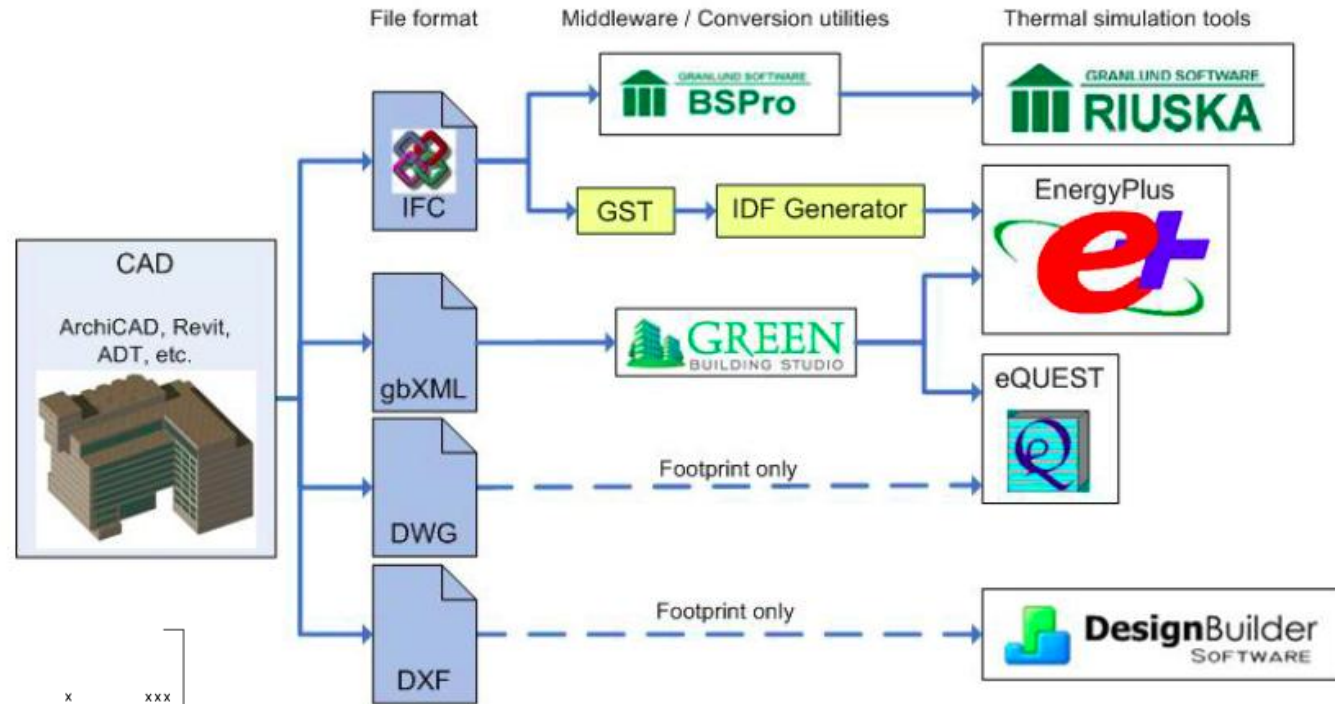 File format
Middleware / Conversion utilities
Thermal simulation tools
GRANLUND SOFTWARE
BSPro
GRANLUND SOFTWARE
RIUSKA
IFC
GST
IDF Generator
EnergyPlus
e+
CAD
ArchiCAD, Revit,
ADT, etc.
gbXML
GREEN
BUILDING STUDIO
eQUEST
Q
DWG
Footprint only
DXF
Footprint only
DesignBuilder
SOFTWARE
x xxx